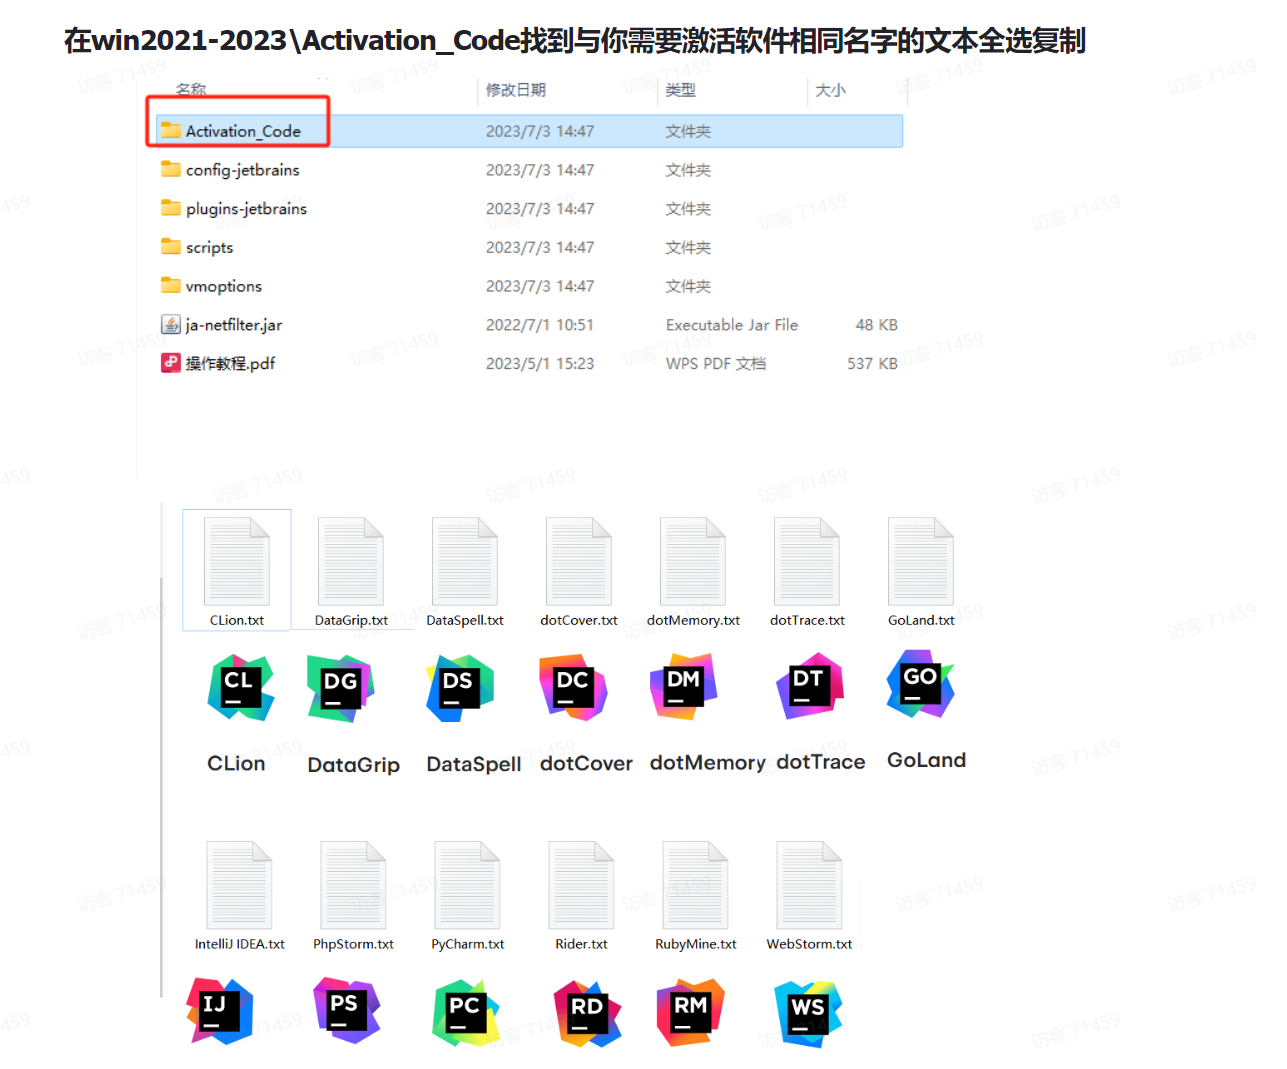 在win2021-2023\Activation_Code找到与你需要激活软件相同名字的文本全选复制
名称 修改日期 类型 大小
Activation_Code 2023/7/3 14:47 文件夹
config-jetbrains 2023/7/3 14:47 文件夹
plugins-jetbrains 2023/7/3 14:47 文件夹
scripts 2023/7/3 14:47 文件夹
vmoptions 2023/7/3 14:47 文件夹
ja-netfilter.jar 2022/7/1 10:51 Executable Jar File 48 KB
操作教程.pdf 2023/5/1 15:23 WPS PDF 文档 537 KB
CLion.txt DataGrip.txt DataSpell.txt dotCover.txt dotMemory.txt dotTrace.txt GoLand.txt
CL DG DS DC DM DT GO
CLion DataGrip DataSpell dotCover dotMemory dotTrace GoLand
IntelliJ IDEA.txt PhpStorm.txt PyCharm.txt Rider.txt RubyMine.txt WebStorm.txt
IJ PS PC RD RM WS
访客 71459